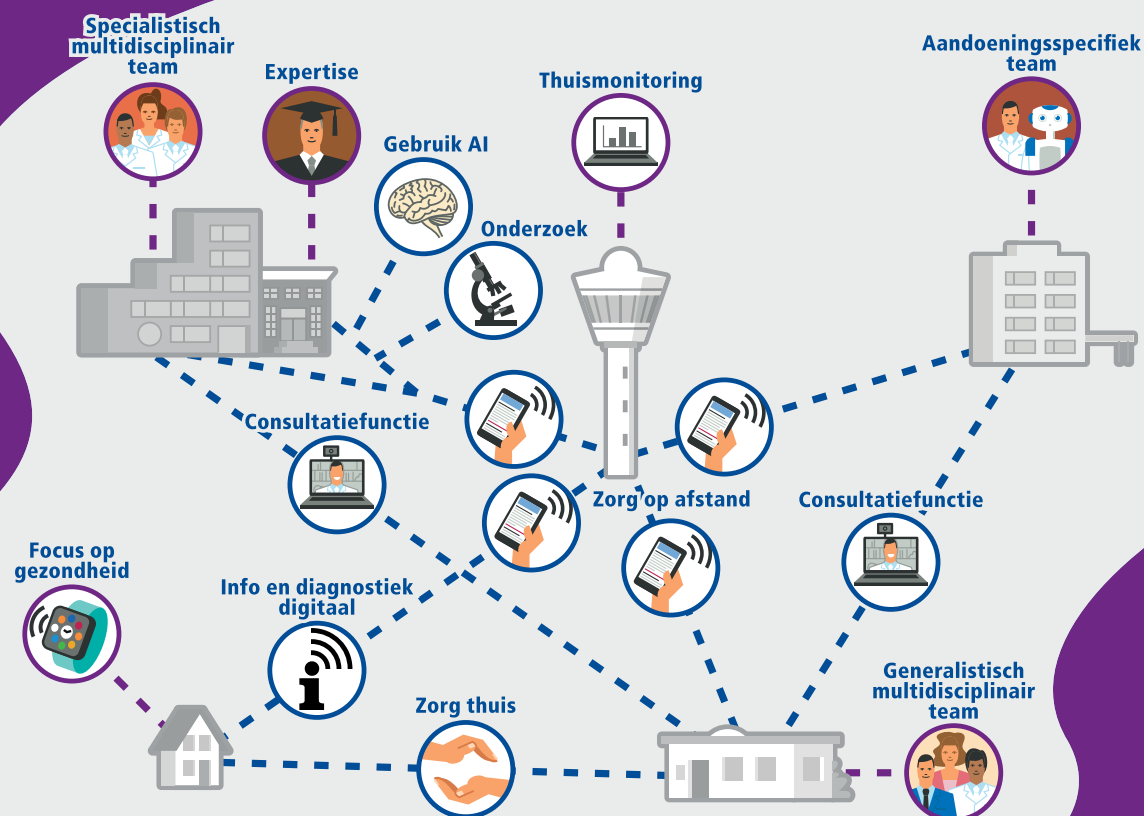 Specialistisch
multidisciplinair
team
Expertise
Gebruik AI
Onderzoek
Thuismonitoring
Aandoeningsspecifiek
team
Consultatiefunctie
Zorg op afstand
Consultatiefunctie
Focus op
gezondheid
Info en diagnostiek
digitaal
Zorg thuis
Generalistisch
multidisciplinair
team